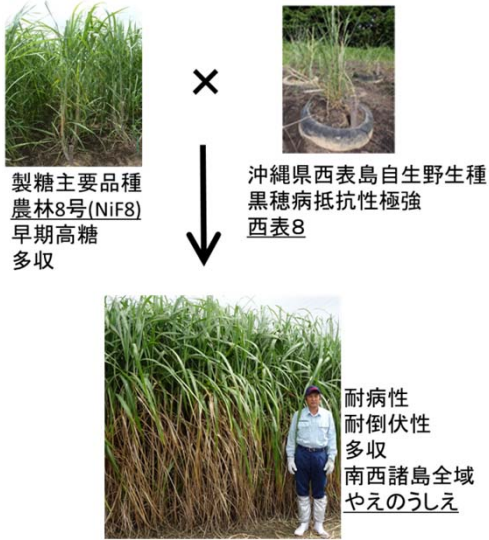 ×
製糖主要品種
農林8号(NiF8)
早期高糖
多収
沖縄県西表島自生野生種
黒穂病抵抗性極強
西表８
耐病性
耐倒伏性
多収
南西諸島全域
やえのうしえ